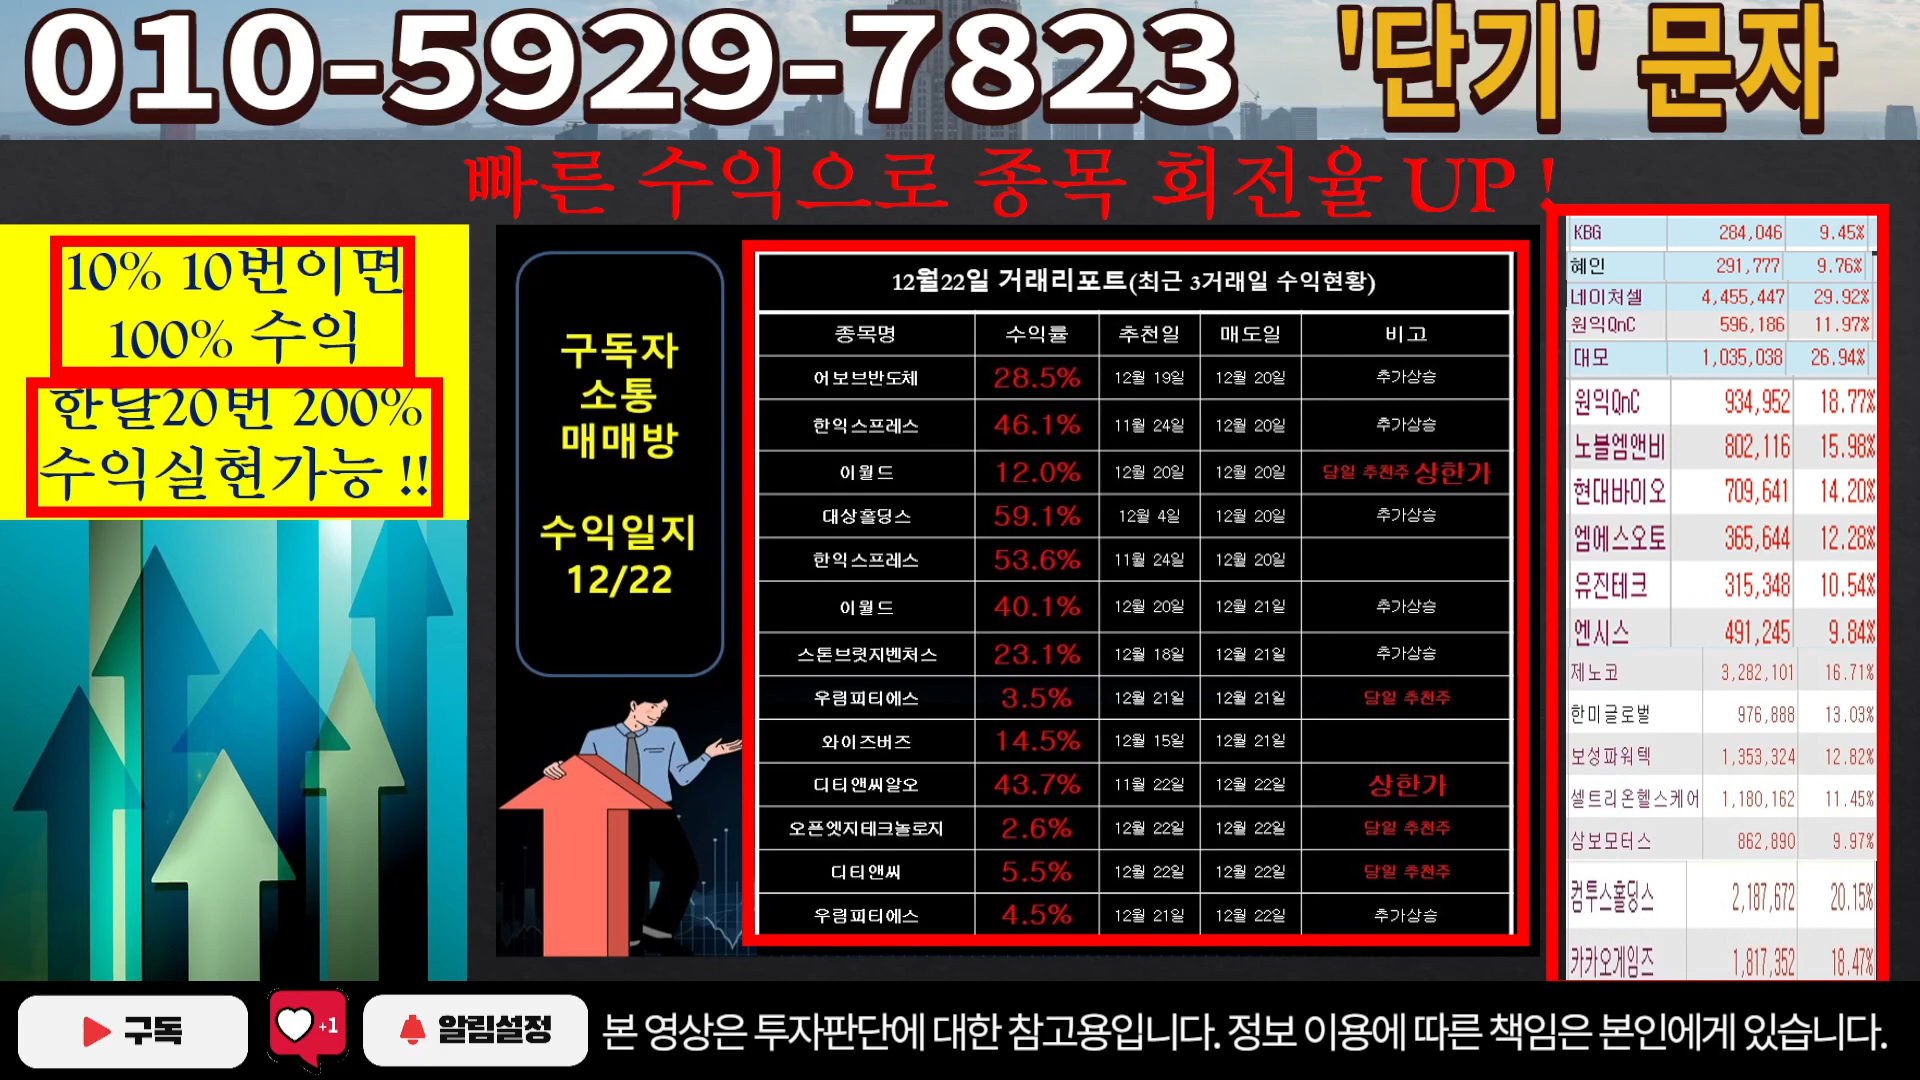 010-5929-7823 '단기' 문자
빠른 수익으로 종목 회전율 UP !
10% 10번이면
100% 수익
한달20번 200%
수익실현가능 !!
구독자
소통
매매방
수익일지
12/22
12월22일 거래리포트(최근 3거래일 수익현황)
종목명 수익률 추천일 매도일 비고
어보브반도체 28.5% 12월 19일 12월 20일 추가상승
한익스프레스 46.1% 11월 24일 12월 20일 추가상승
이월드 12.0% 12월 20일 12월 20일 당일 추천주 상한가
대상홀딩스 59.1% 12월 4일 12월 20일 추가상승
한익스프레스 53.6% 11월 24일 12월 20일
이월드 40.1% 12월 20일 12월 21일 추가상승
스톤브릿지벤처스 23.1% 12월 18일 12월 21일 추가상승
우림피티에스 3.5% 12월 21일 12월 21일 당일 추천주
와이즈버즈 14.5% 12월 15일 12월 21일
디티앤씨알오 43.7% 11월 22일 12월 22일 상한가
오픈엣지테크놀로지 2.6% 12월 22일 12월 22일 당일 추천주
디티앤씨 5.5% 12월 22일 12월 22일 당일 추천주
우림피티에스 4.5% 12월 21일 12월 22일 추가상승
KBG 284,046 9.45%
혜인 291,777 9.76%
네이처셀 4,455,447 29.92%
원익QnC 596,186 11.97%
대모 1,035,038 26.94%
원익QnC 934,952 18.77%
노블엠앤비 802,116 15.98%
현대바이오 709,641 14.20%
엠에스오토 365,644 12.28%
유진테크 315,348 10.54%
엔시스 491,245 9.84%
제노코 3,282,101 16.71%
한미글로벌 976,888 13.03%
보성파워텍 1,353,324 12.82%
셀트리온헬스케어 1,180,162 11.45%
상보모터스 862,890 9.97%
컴투스홀딩스 2,187,672 20.15%
카카오게임즈 1,817,352 18.47%
구독 +1 알림설정 본 영상은 투자판단에 대한 참고용입니다. 정보 이용에 따른 책임은 본인에게 있습니다.